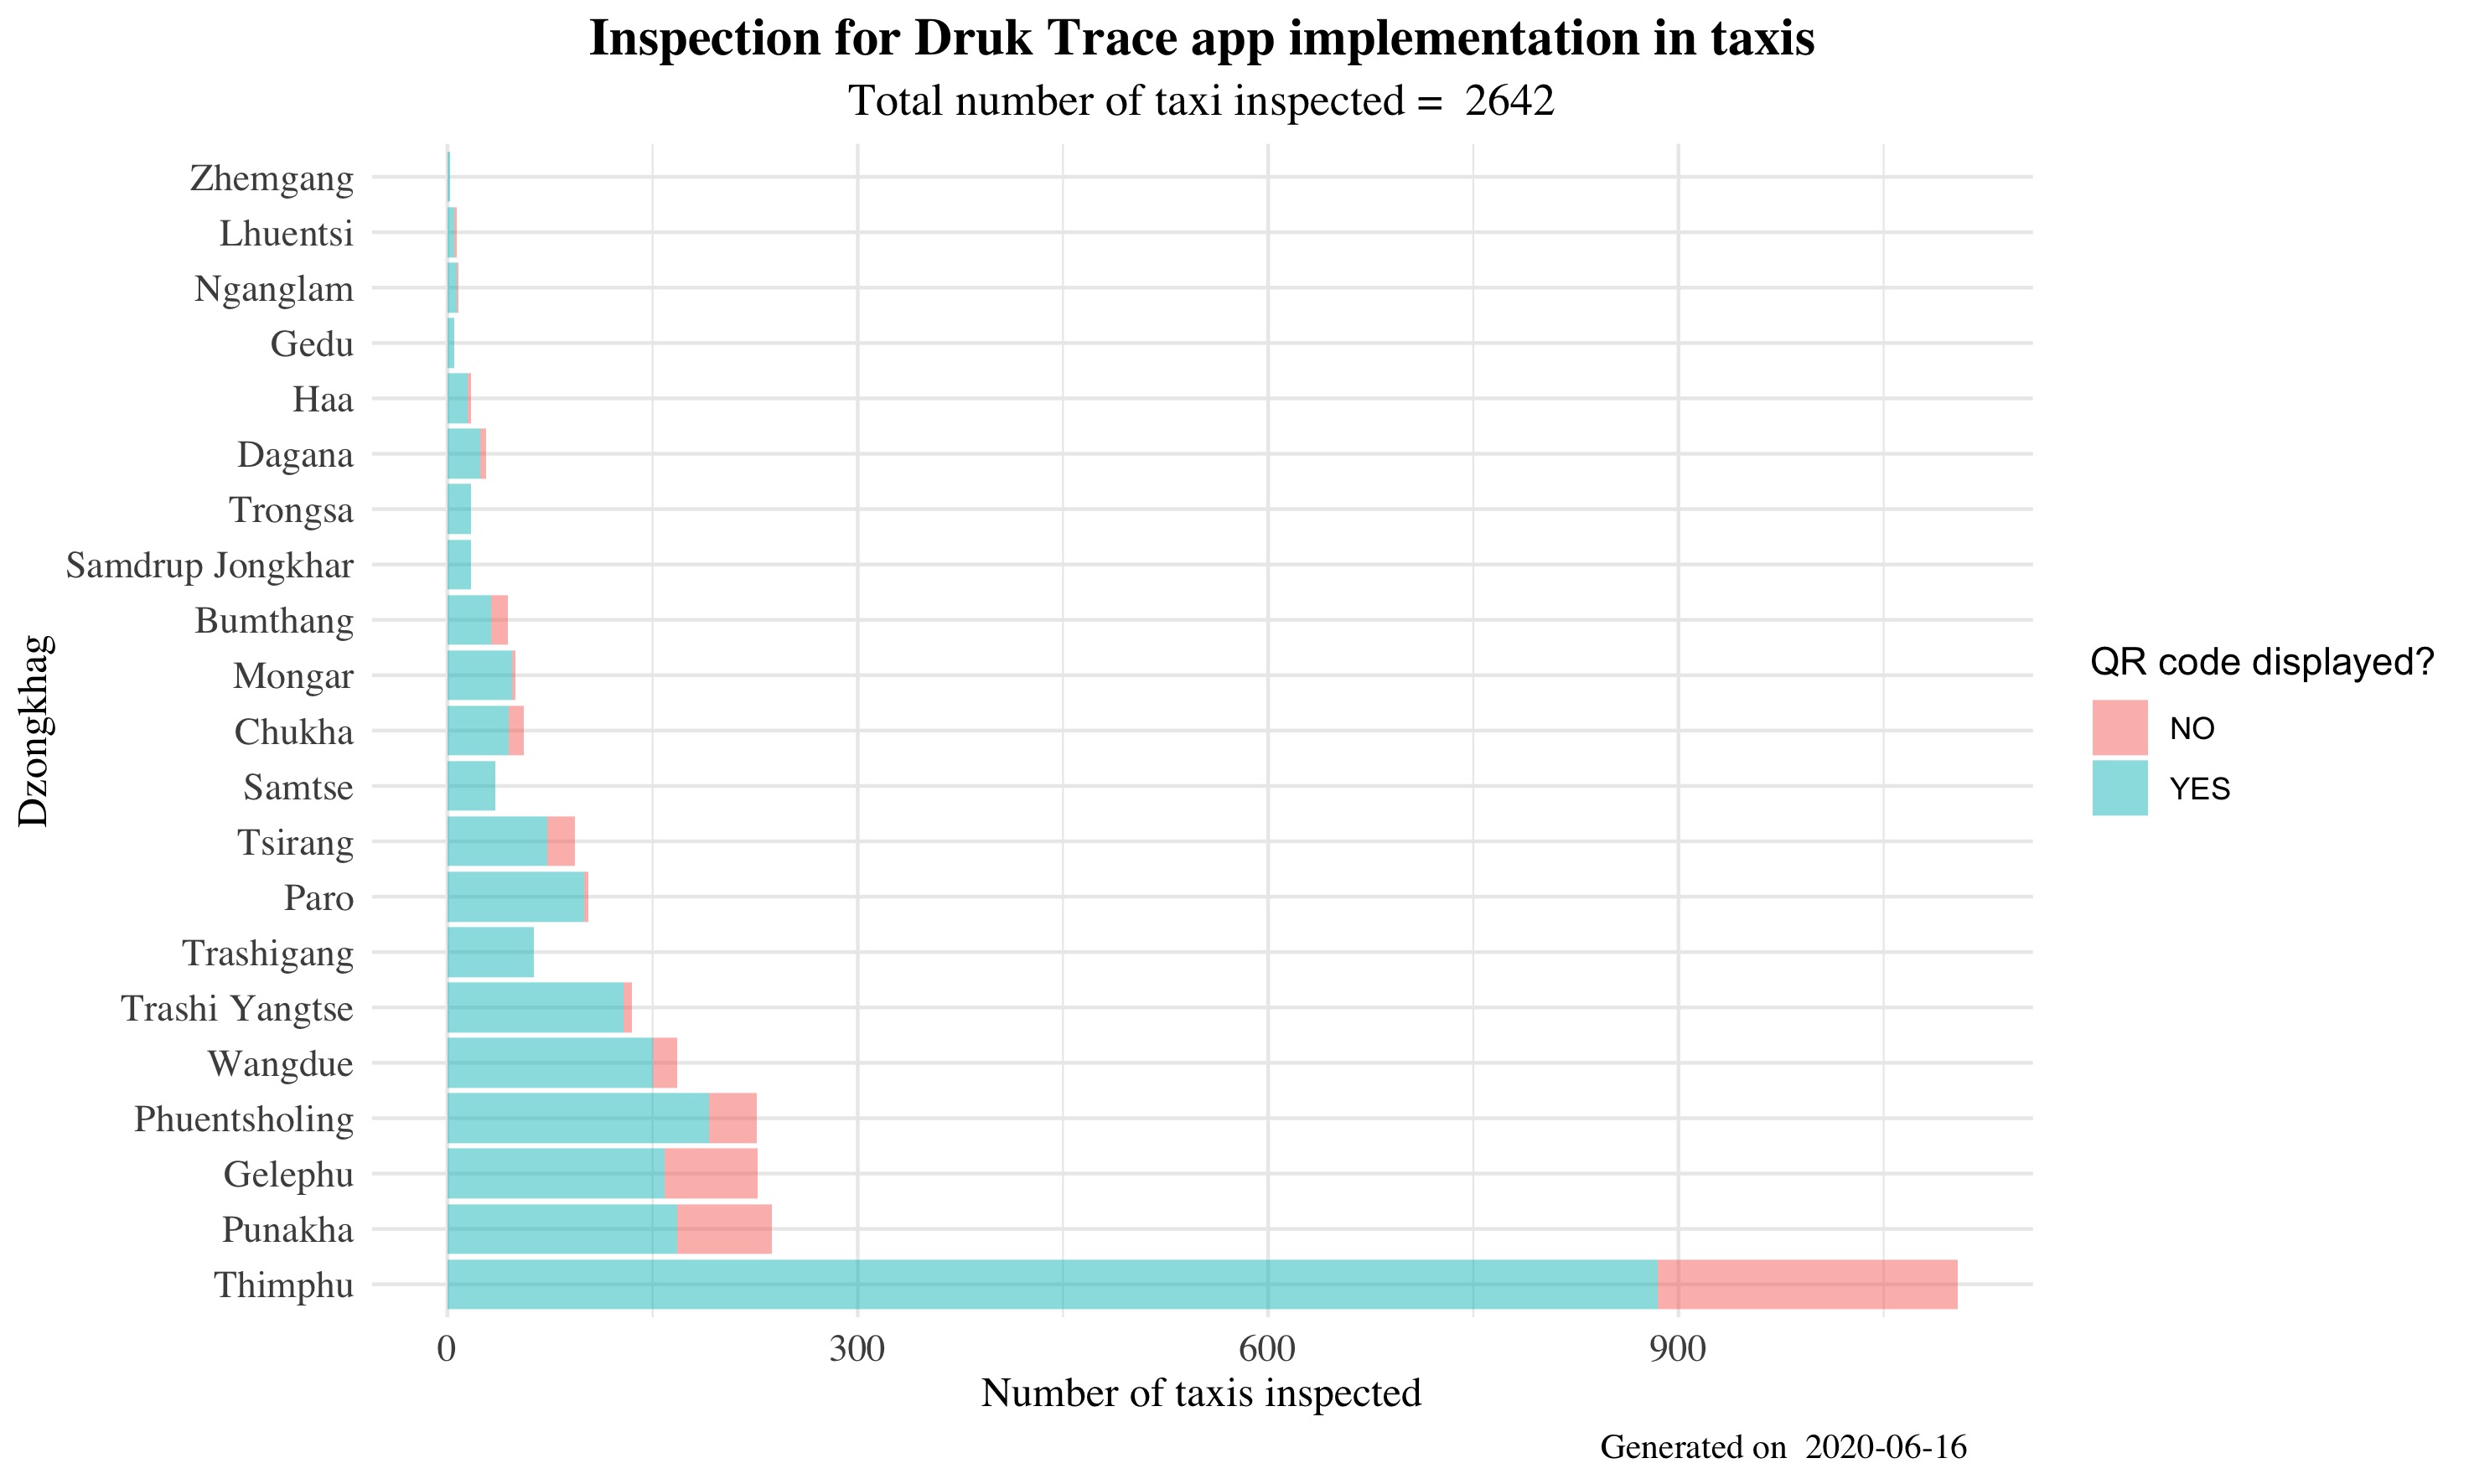 Inspection for Druk Trace app implementation in taxis
Total number of taxi inspected = 2642
Dzongkhag
Zhemgang
Lhuentsi
Nganglam
Gedu
Haa
Dagana
Trongsa
Samdrup Jongkhar
Bumthang
Mongar
Chukha
Samtse
Tsirang
Paro
Trashigang
Trashi Yangtse
Wangdue
Phuentsholing
Gelephu
Punakha
Thimphu
0 300 600 900
Number of taxis inspected
QR code displayed?
NO
YES
Generated on 2020-06-16